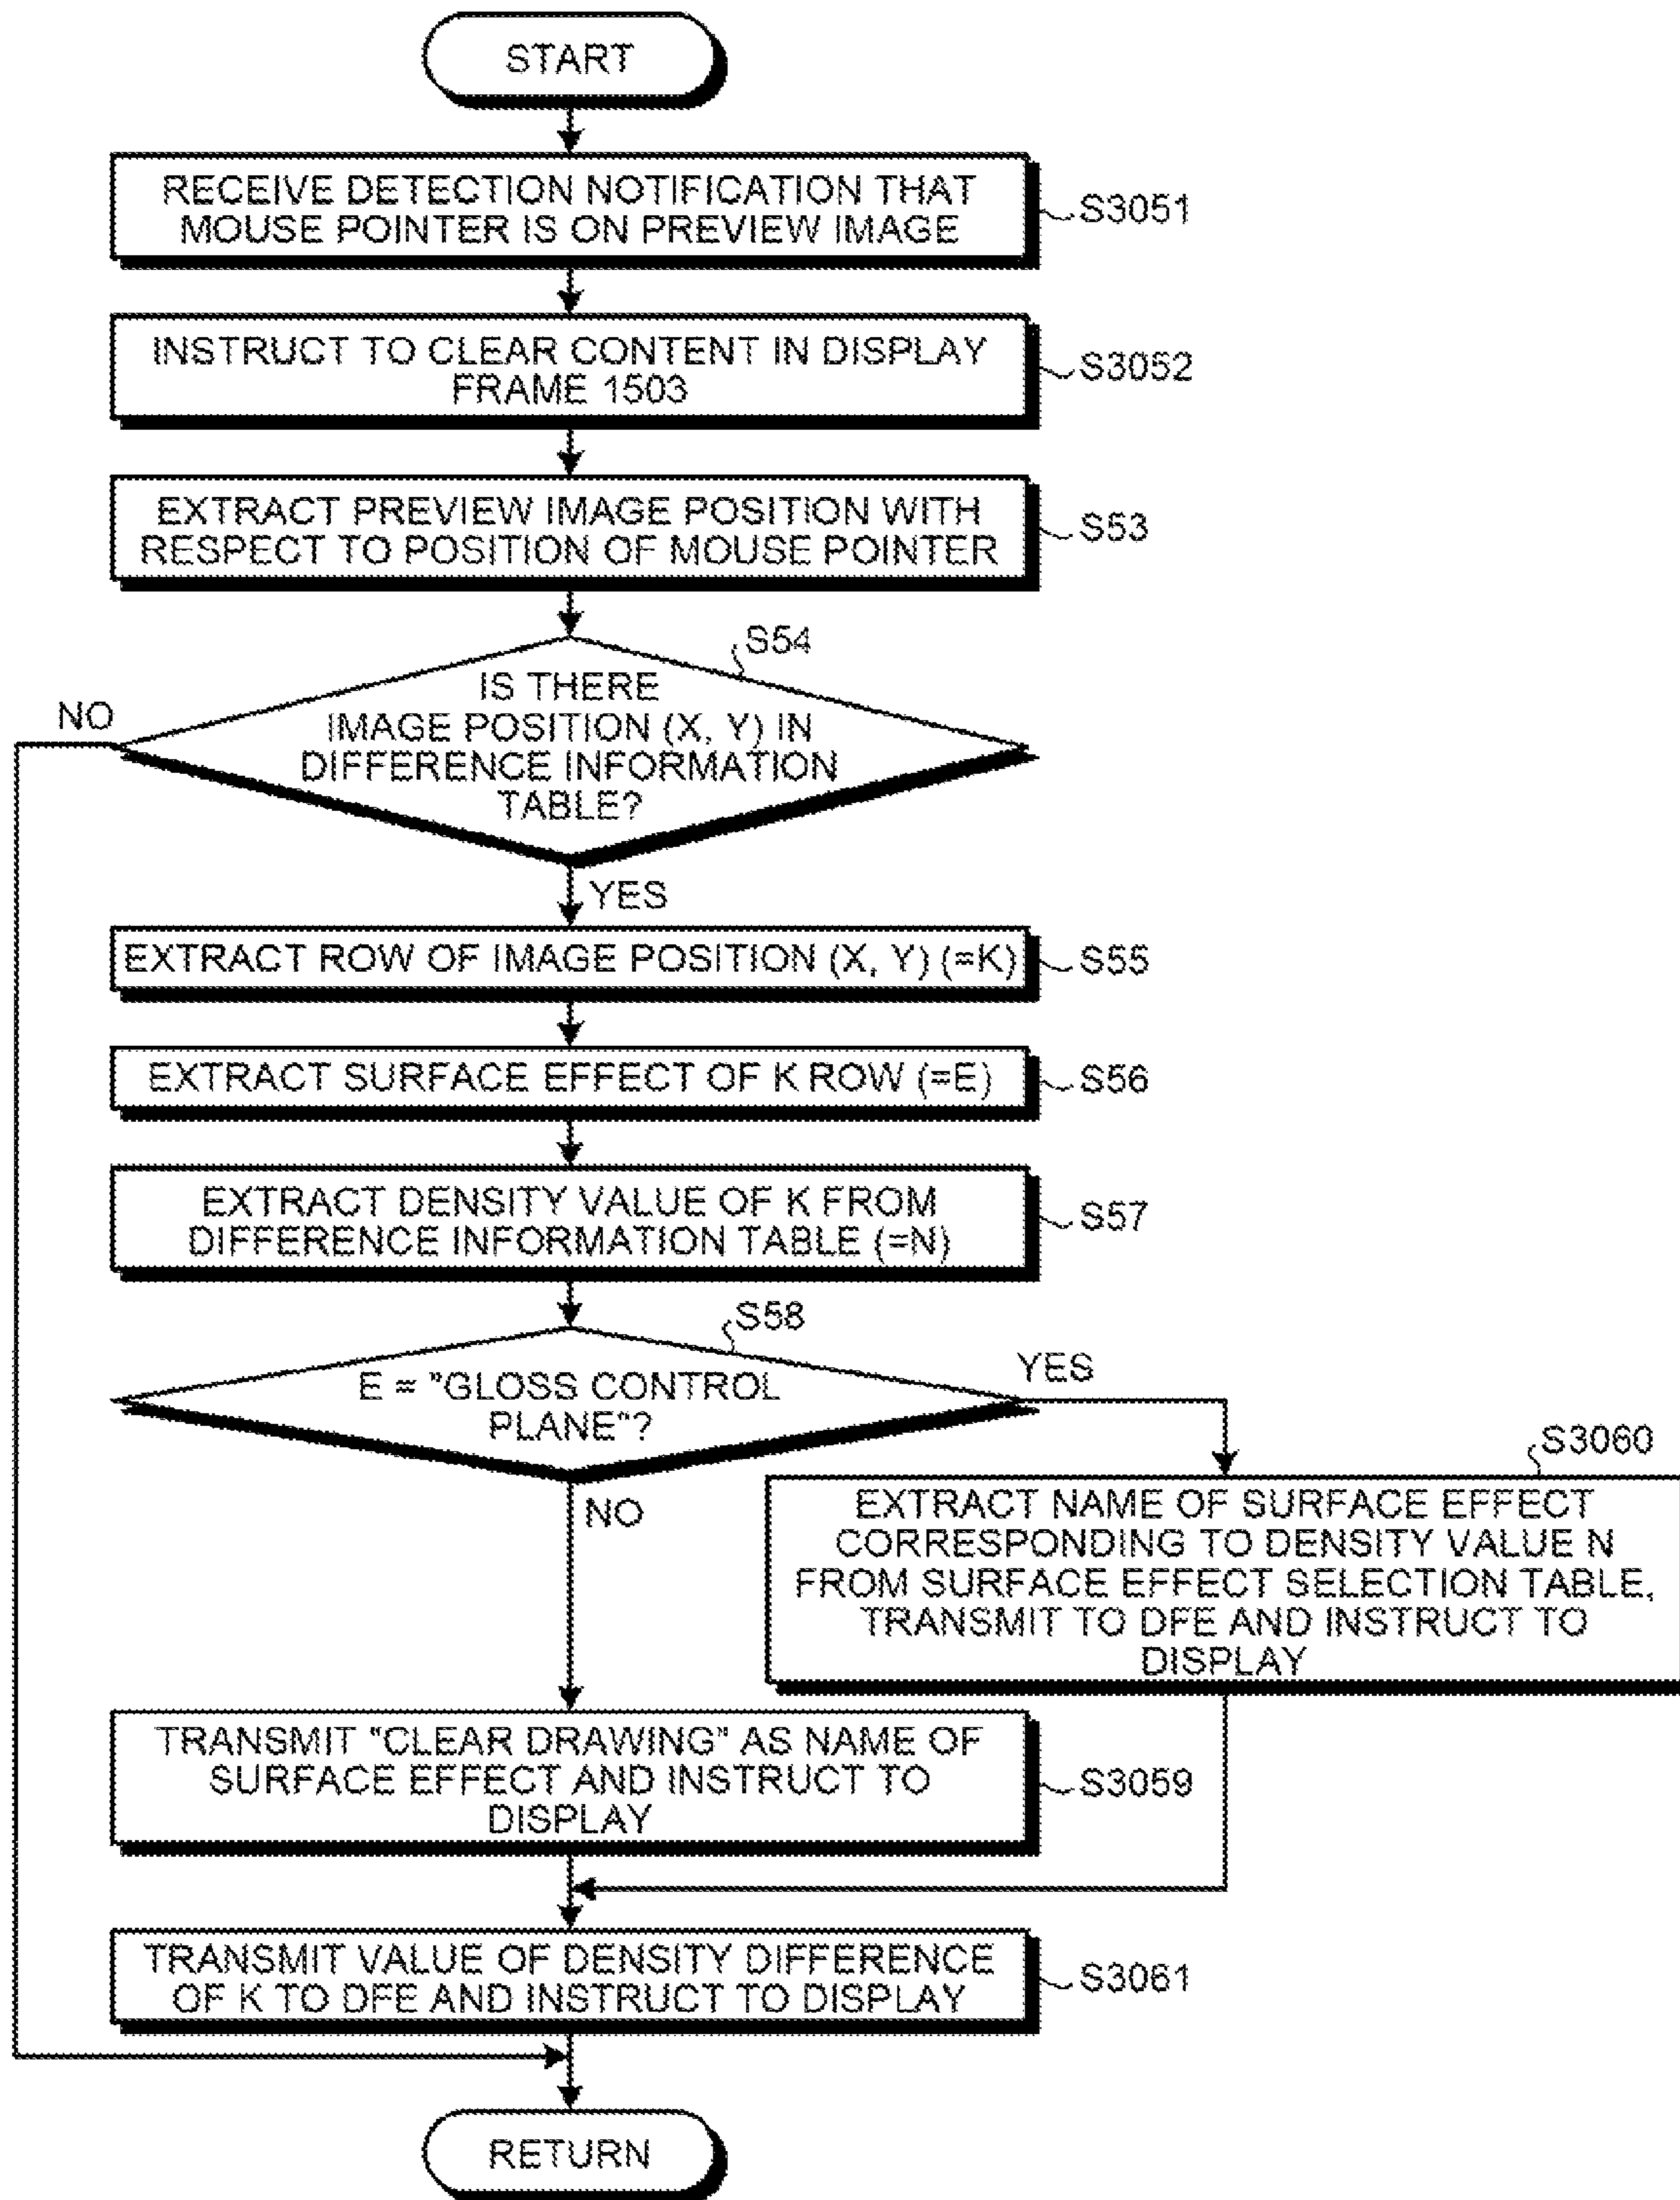 START
RECEIVE DETECTION NOTIFICATION THAT
MOUSE POINTER IS ON PREVIEW IMAGE
S3051
INSTRUCT TO CLEAR CONTENT IN DISPLAY
FRAME 1503
S3052
EXTRACT PREVIEW IMAGE POSITION WITH
RESPECT TO POSITION OF MOUSE POINTER
S53
S54
IS THERE
IMAGE POSITION (X, Y) IN
DIFFERENCE INFORMATION
TABLE?
NO
YES
EXTRACT ROW OF IMAGE POSITION (X, Y) (=K)
S55
EXTRACT SURFACE EFFECT OF K ROW (=E)
S56
EXTRACT DENSITY VALUE OF K FROM
DIFFERENCE INFORMATION TABLE (=N)
S57
S58
E = "GLOSS CONTROL
PLANE"?
YES
NO
S3060
EXTRACT NAME OF SURFACE EFFECT
CORRESPONDING TO DENSITY VALUE N
FROM SURFACE EFFECT SELECTION TABLE,
TRANSMIT TO DFE AND INSTRUCT TO
DISPLAY
TRANSMIT "CLEAR DRAWING" AS NAME OF
SURFACE EFFECT AND INSTRUCT TO
DISPLAY
S3059
TRANSMIT VALUE OF DENSITY DIFFERENCE
OF K TO DFE AND INSTRUCT TO DISPLAY
S3061
RETURN